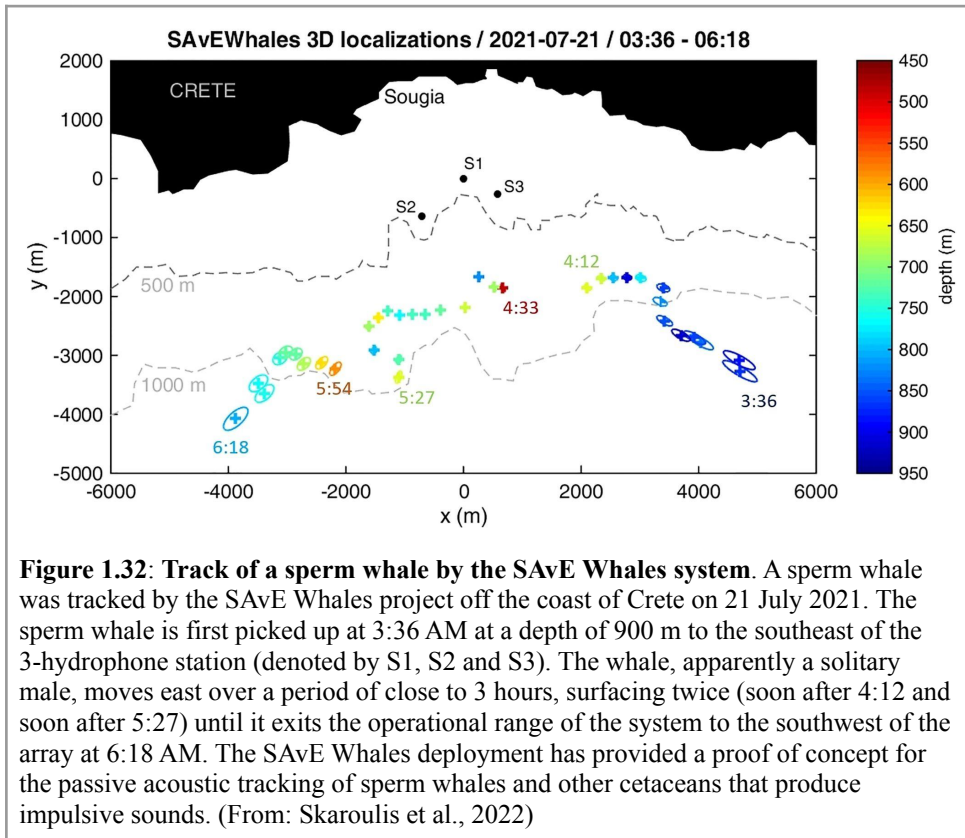 SAvEWhales 3D localizations / 2021-07-21 / 03:36 - 06:18
2000
1000
0
-1000
-2000
-3000
-4000
-5000
y (m)
CRETE
Sougia
S1
S3
S2
500 m
1000 m
4:12
4:33
5:54
5:27
3:36
6:18
-6000
-4000
-2000
0
2000
4000
6000
x (m)
450
500
550
600
650
700
750
800
850
900
950
depth (m)
Figure 1.32: Track of a sperm whale by the SAvE Whales system. A sperm whale
was tracked by the SAvE Whales project off the coast of Crete on 21 July 2021. The
sperm whale is first picked up at 3:36 AM at a depth of 900 m to the southeast of the
3-hydrophone station (denoted by S1, S2 and S3). The whale, apparently a solitary
male, moves east over a period of close to 3 hours, surfacing twice (soon after 4:12 and
soon after 5:27) until it exits the operational range of the system to the southwest of the
array at 6:18 AM. The SAvE Whales deployment has provided a proof of concept for
the passive acoustic tracking of sperm whales and other cetaceans that produce
impulsive sounds. (From: Skaroulis et al., 2022)